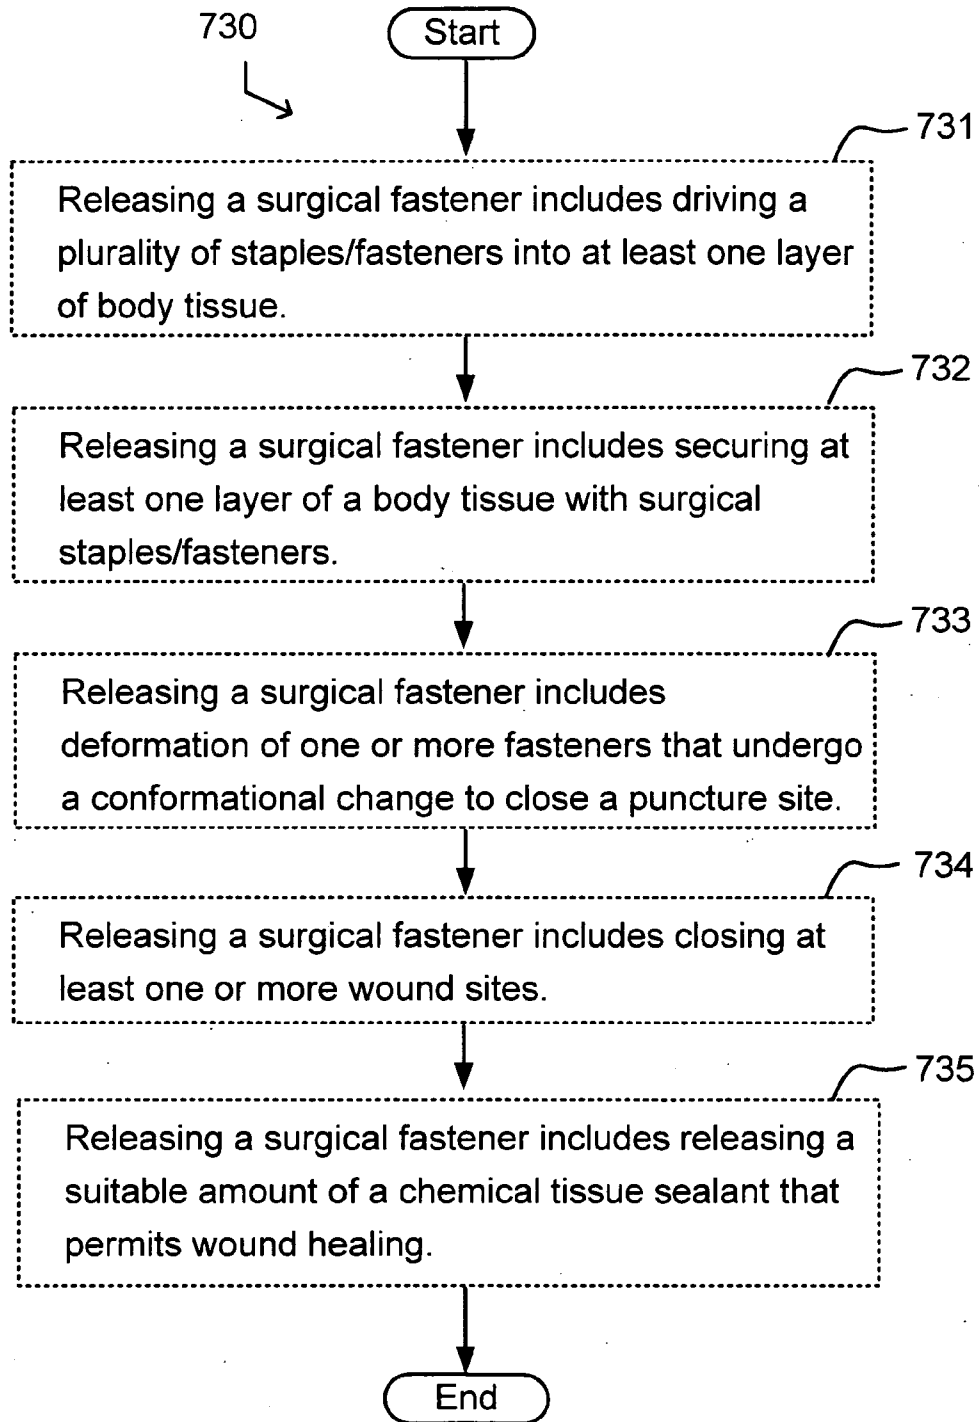 730
Start
731
Releasing a surgical fastener includes driving a
plurality of staples/fasteners into at least one layer
of body tissue.
732
Releasing a surgical fastener includes securing at
least one layer of a body tissue with surgical
staples/fasteners.
733
Releasing a surgical fastener includes
deformation of one or more fasteners that undergo
a conformational change to close a puncture site.
734
Releasing a surgical fastener includes closing at
least one or more wound sites.
735
Releasing a surgical fastener includes releasing a
suitable amount of a chemical tissue sealant that
permits wound healing.
End